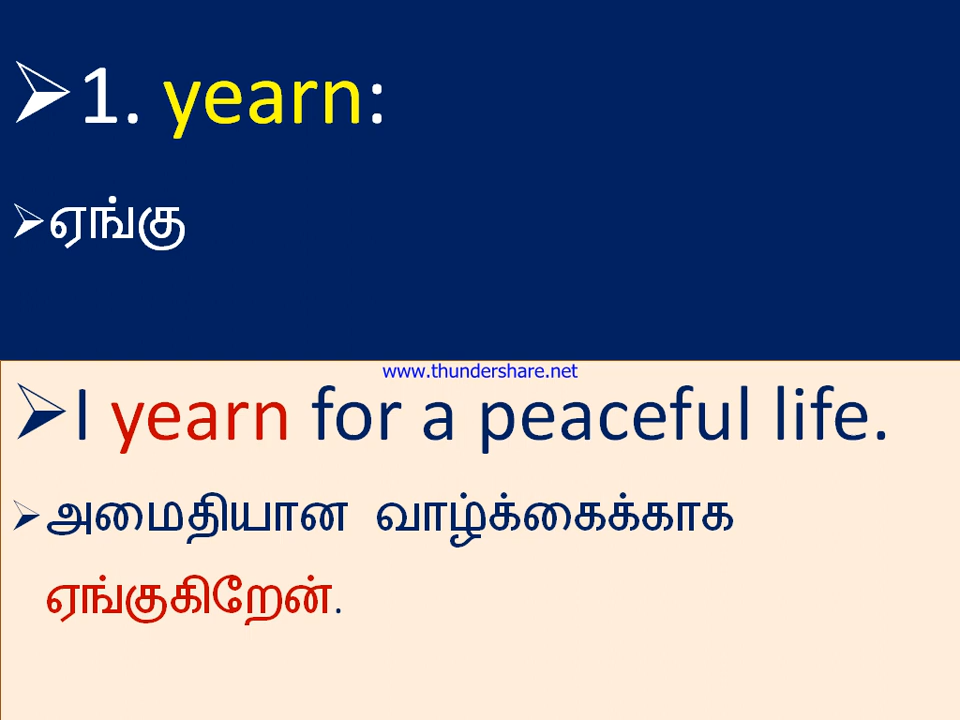 1. yearn:
ஏங்கு
www.thundershare.net
I yearn for a peaceful life.
அமைதியான வாழ்க்கைக்காக
ஏங்குகிறேன்.